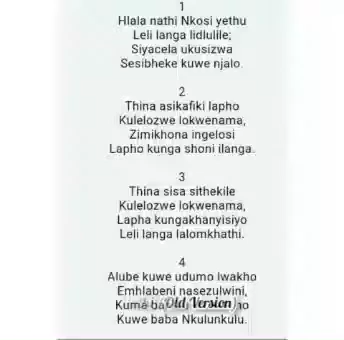 1
Hlala nathi Nkosi yethu
Leli langa lidlulile;
Siyacela ukusizwa
Sesibheke kuwe njalo.
2
Thina asikafiki lapho
Kulelozwe lokwenama,
Zimikhona ingelosi
Lapho kunga shoni ilanga.
3
Thina sisa sithekile
Kulelozwe lokwenama,
Lapha kungakhanyisiyo
Leli langa lalomkhathi.
4
Alube kuwe udumo lwakho
Emhlabeni nasezulwini,
(Old Version)
Kuwe baba Nkulunkulu.